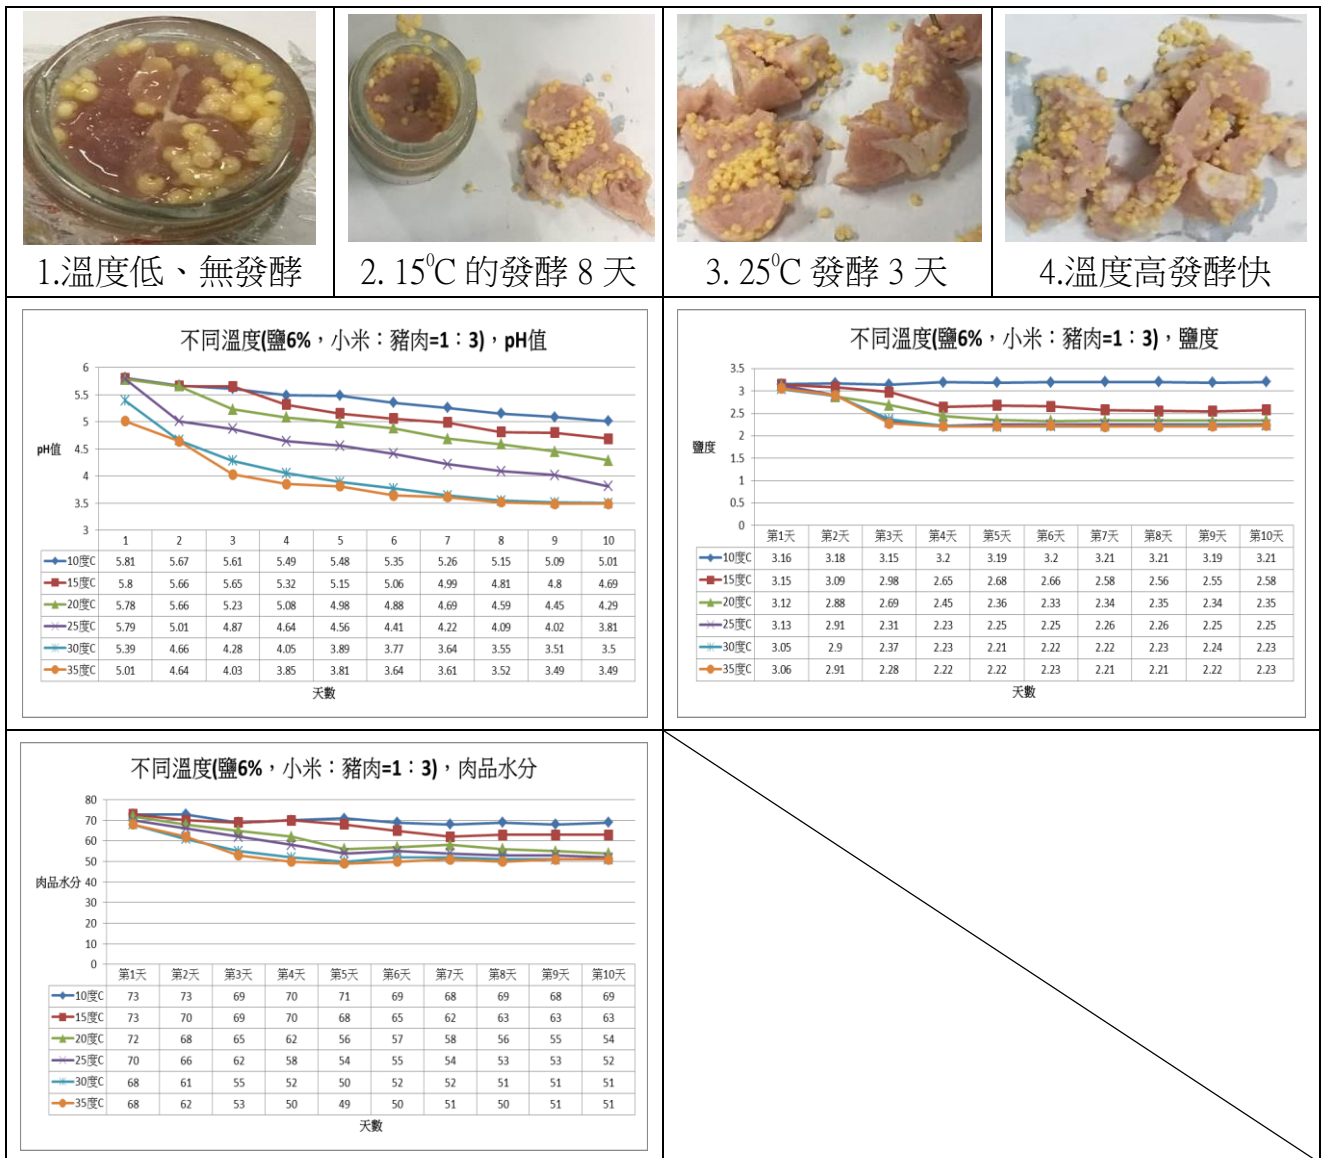 1.溫度低、無發酵
2. 15⁰C 的發酵 8 天
3. 25⁰C 發酵 3 天
4.溫度高發酵快
不同溫度(鹽6%，小米：豬肉=1：3)，pH值
6
5.5
5
4.5
4
3.5
3
pH值
1 2 3 4 5 6 7 8 9 10
10度C 5.81 5.67 5.61 5.49 5.48 5.35 5.26 5.15 5.09 5.01
15度C 5.8 5.66 5.65 5.32 5.15 5.06 4.99 4.81 4.8 4.69
20度C 5.78 5.66 5.23 5.08 4.98 4.88 4.69 4.59 4.45 4.29
25度C 5.79 5.01 4.87 4.64 4.56 4.41 4.22 4.09 4.02 3.81
30度C 5.39 4.66 4.28 4.05 3.89 3.77 3.64 3.55 3.51 3.5
35度C 5.01 4.64 4.03 3.85 3.81 3.64 3.61 3.52 3.49 3.49
天數
不同溫度(鹽6%，小米：豬肉=1：3)，鹽度
3.5
3
2.5
2
1.5
1
0.5
0
鹽度
第1天 第2天 第3天 第4天 第5天 第6天 第7天 第8天 第9天 第10天
10度C 3.16 3.18 3.15 3.2 3.19 3.2 3.21 3.21 3.19 3.21
15度C 3.15 3.09 2.98 2.65 2.68 2.66 2.58 2.56 2.55 2.58
20度C 3.12 2.88 2.69 2.45 2.36 2.33 2.34 2.35 2.34 2.35
25度C 3.13 2.91 2.31 2.23 2.25 2.25 2.26 2.26 2.25 2.25
30度C 3.05 2.9 2.37 2.23 2.21 2.22 2.22 2.23 2.24 2.23
35度C 3.06 2.91 2.28 2.22 2.22 2.23 2.21 2.21 2.22 2.23
天數
不同溫度(鹽6%，小米：豬肉=1：3)，肉品水分
80
70
60
50
40
30
20
10
0
肉品水分
第1天 第2天 第3天 第4天 第5天 第6天 第7天 第8天 第9天 第10天
10度C 73 73 69 70 71 69 68 69 68 69
15度C 73 70 69 70 68 65 62 63 63 63
20度C 72 68 65 62 56 57 58 56 55 54
25度C 70 66 62 58 54 55 54 53 53 52
30度C 68 61 55 52 50 52 52 51 51 51
35度C 68 62 53 50 49 50 51 50 51 51
天數